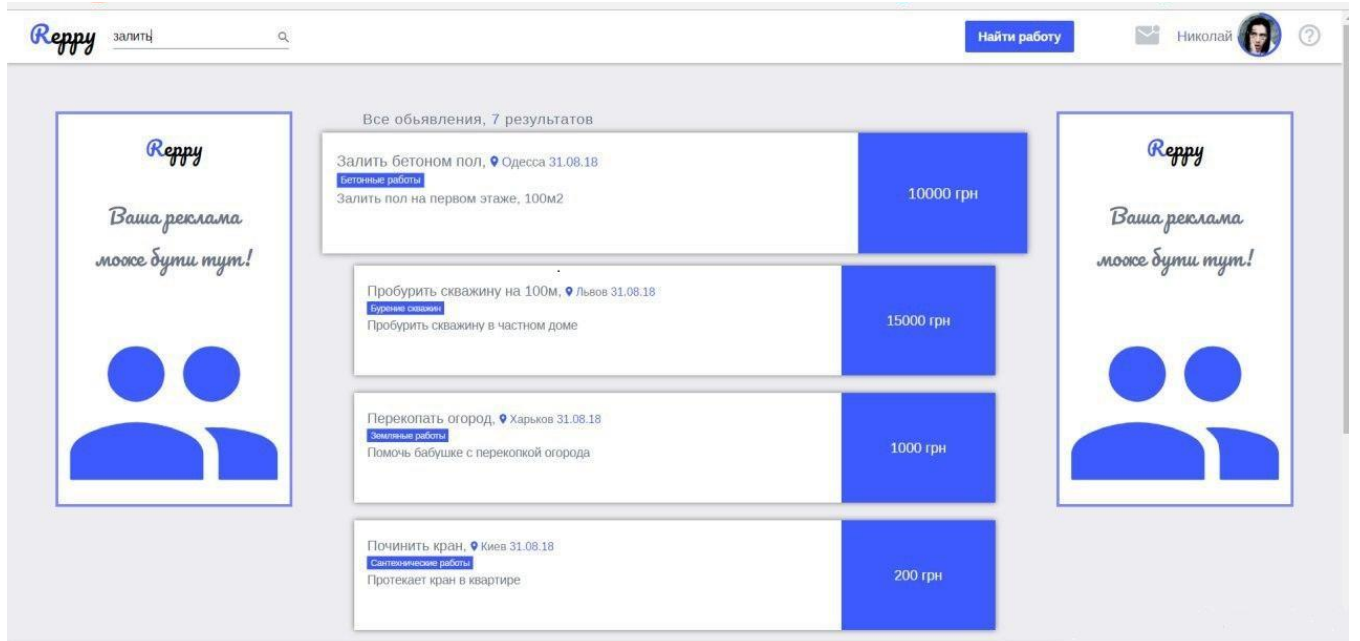 Reppy залить Найти работу Николай ?
Все обьявления, 7 результатов
Reppy
Ваша реклама
може бути тут!
Залить бетоном пол, Одесса 31.08.18
Бетонные работы
Залить пол на первом этаже, 100м2
10000 грн
Пробурить скважину на 100м, Львов 31.08.18
Бурение скважин
Пробурить скважину в частном доме
15000 грн
Перекопать огород, Харьков 31.08.18
Земляные работы
Помочь бабушке с перекопкой огорода
1000 грн
Починить кран, Киев 31.08.18
Сантехнические работы
Протекает кран в квартире
200 грн
Reppy
Ваша реклама
може бути тут!